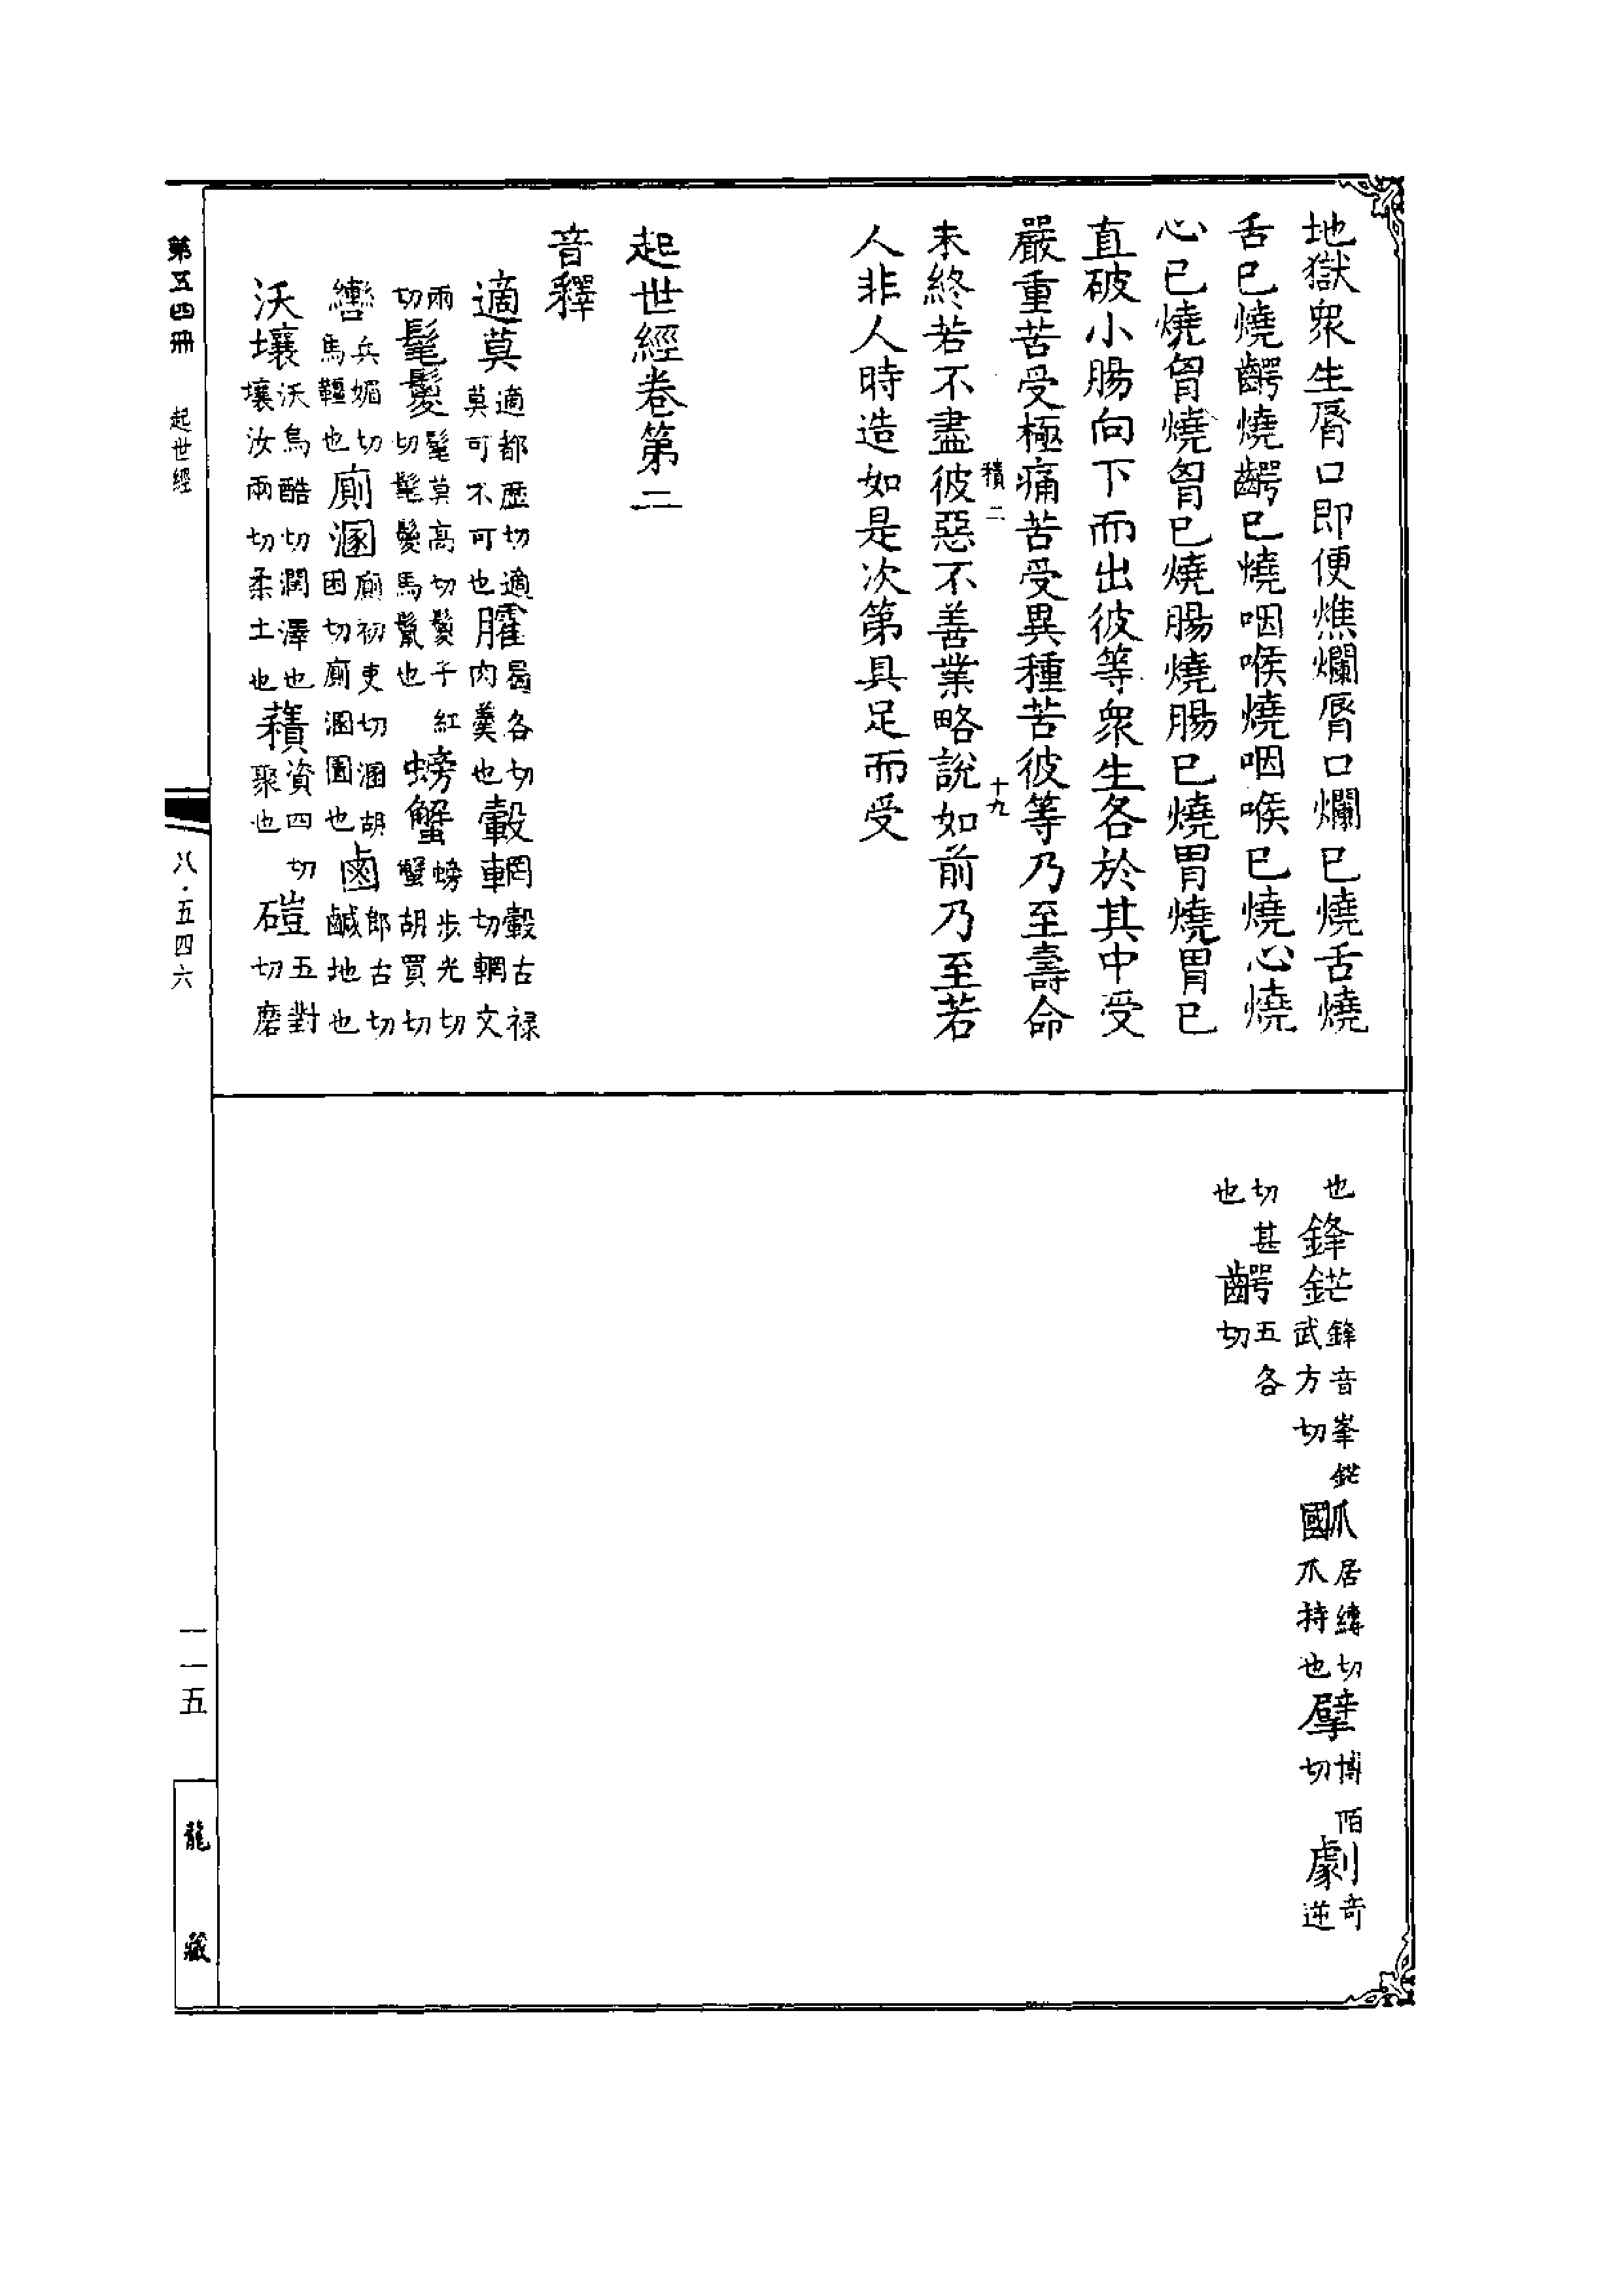 地獄衆生脣口即便燋爛脣口爛已燒舌燒
舌已燒齶燒齶已燒咽喉燒咽喉已燒心燒
心已燒胷燒胷已燒腸燒腸已燒胃燒胃已
直破小腸向下而出彼等衆生各於其中受
嚴重苦受極痛苦受異種苦彼等乃至壽命
積二 十九
未終若不盡彼惡不善業略說如前乃至若
人非人時造如是次第具足而受
起世經卷第二
音釋
適莫適都歷切適莫可不可也臛曷各切肉羮也轂輞轂古禄切輞文
兩切髦鬉髦莫高切鬉子紅切髦鬉馬鬣也螃蟹螃步光切蟹胡買切
轡兵媚切馬韁也廁溷廁初吏切溷胡困切廁溷圊也鹵郎古切鹹地也
沃壤沃烏酷切潤澤也壤汝兩切柔土也𧂐資四切聚也磑五對切磨
也鋒鋩鋒音峯鋩武方切爴居縛切爪持也擘博陌切劇奇逆
切甚也齶五各切
第五四冊 起世經
八·五四六
一一五
龍藏